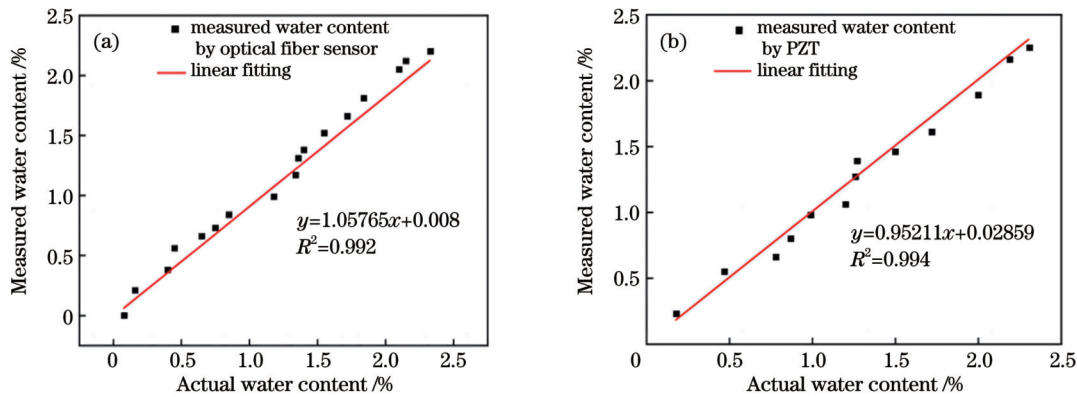 (a)
measured water content
by optical fiber sensor
linear fitting
Measured water content /%
2.5
2.0
1.5
1.0
0.5
0
y=1.05765x+0.008
R²=0.992
0 0.5 1.0 1.5 2.0 2.5
Actual water content /%
(b)
measured water content
by PZT
linear fitting
Measured water content /%
2.5
2.0
1.5
1.0
0.5
y=0.95211x+0.02859
R²=0.994
0 0.5 1.0 1.5 2.0 2.5
Actual water content /%